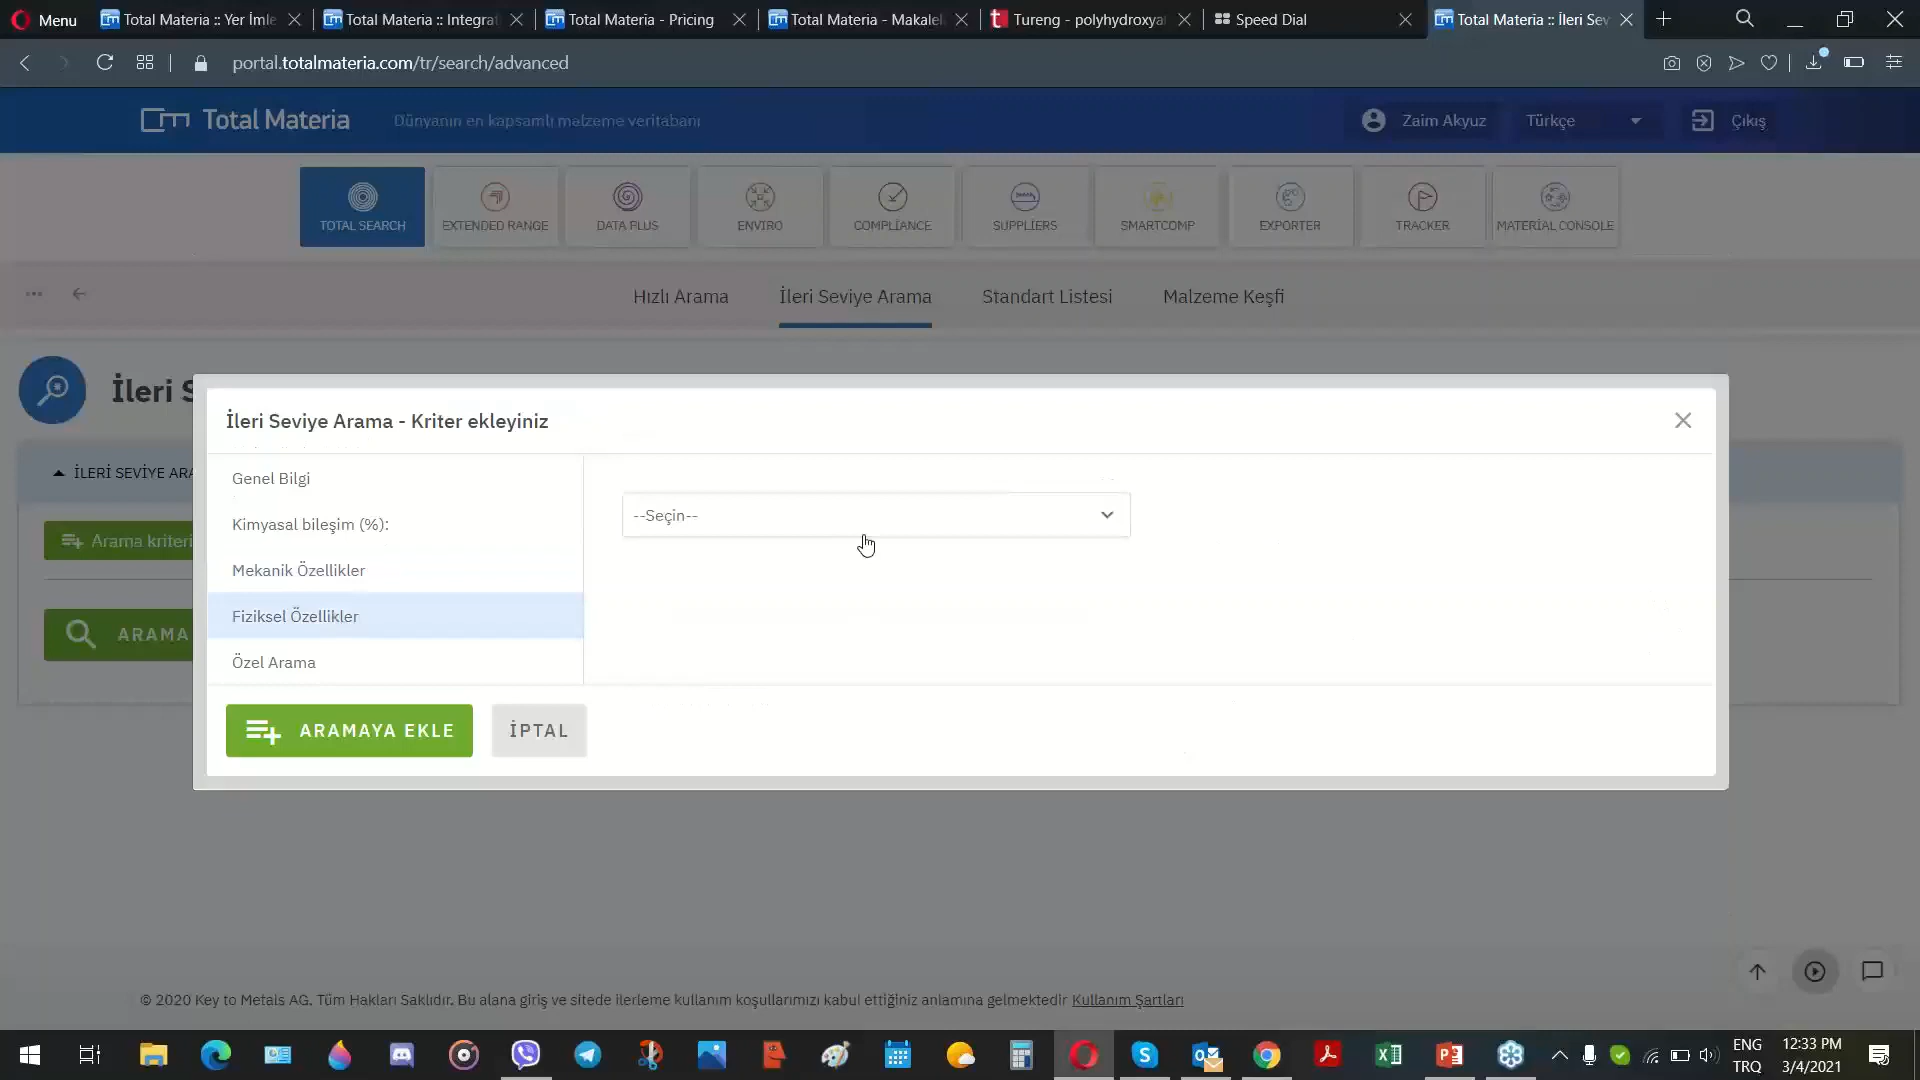 Menu
Total Materia :: Yer İmle
Total Materia :: Integrat
Total Materia - Pricing
Total Materia - Makalel
Tureng - polyhydroxyal
Speed Dial
Total Materia :: İleri Sev
portal.totalmateria.com/tr/search/advanced
Total Materia
Dünyanın en kapsamlı malzeme veritabanı
Zaim Akyuz
Türkçe
Çıkış
TOTAL SEARCH
EXTENDED RANGE
DATA PLUS
ENVIRO
COMPLIANCE
SUPPLIERS
SMARTCOMP
EXPORTER
TRACKER
MATERİAL CONSOLE
Hızlı Arama
İleri Seviye Arama
Standart Listesi
Malzeme Keşfi
İleri S
İLERİ SEVİYE ARA
Arama kriteri
ARAMA
İleri Seviye Arama - Kriter ekleyiniz
Genel Bilgi
Kimyasal bileşim (%):
Mekanik Özellikler
Fiziksel Özellikler
Özel Arama
--Seçin--
ARAMAYA EKLE
İPTAL
© 2020 Key to Metals AG. Tüm Hakları Saklıdır. Bu alana giriş ve sitede ilerleme kullanım koşullarımızı kabul ettiğiniz anlamına gelmektedir Kullanım Şartları
ENG
TRQ
12:33 PM
3/4/2021